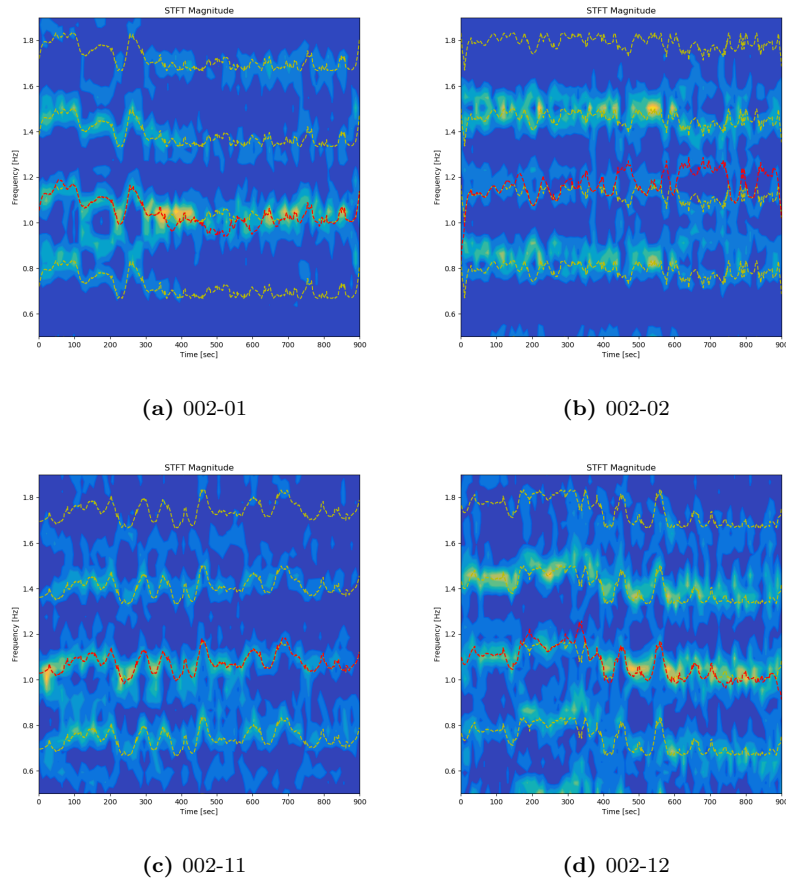 STFT Magnitude
Frequency [Hz]
1.8
1.6
1.4
1.2
1.0
0.8
0.6
0 100 200 300 400 500 600 700 800 900
Time [sec]
(a) 002-01
STFT Magnitude
Frequency [Hz]
1.8
1.6
1.4
1.2
1.0
0.8
0.6
0 100 200 300 400 500 600 700 800 900
Time [sec]
(b) 002-02
STFT Magnitude
Frequency [Hz]
1.8
1.6
1.4
1.2
1.0
0.8
0.6
0 100 200 300 400 500 600 700 800 900
Time [sec]
(c) 002-11
STFT Magnitude
Frequency [Hz]
1.8
1.6
1.4
1.2
1.0
0.8
0.6
0 100 200 300 400 500 600 700 800 900
Time [sec]
(d) 002-12